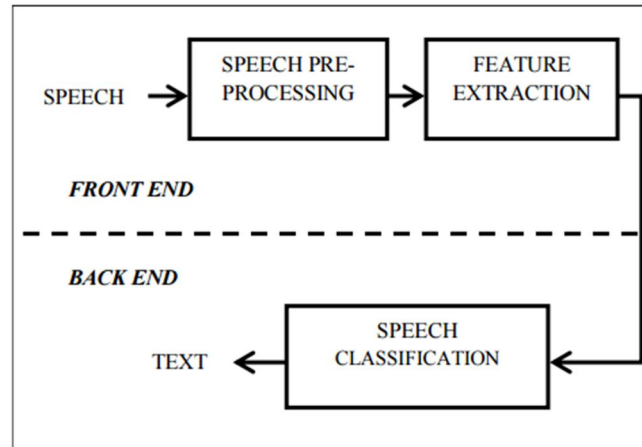 SPEECH
SPEECH PRE-
PROCESSING
FEATURE
EXTRACTION
FRONT END
BACK END
SPEECH
CLASSIFICATION
TEXT